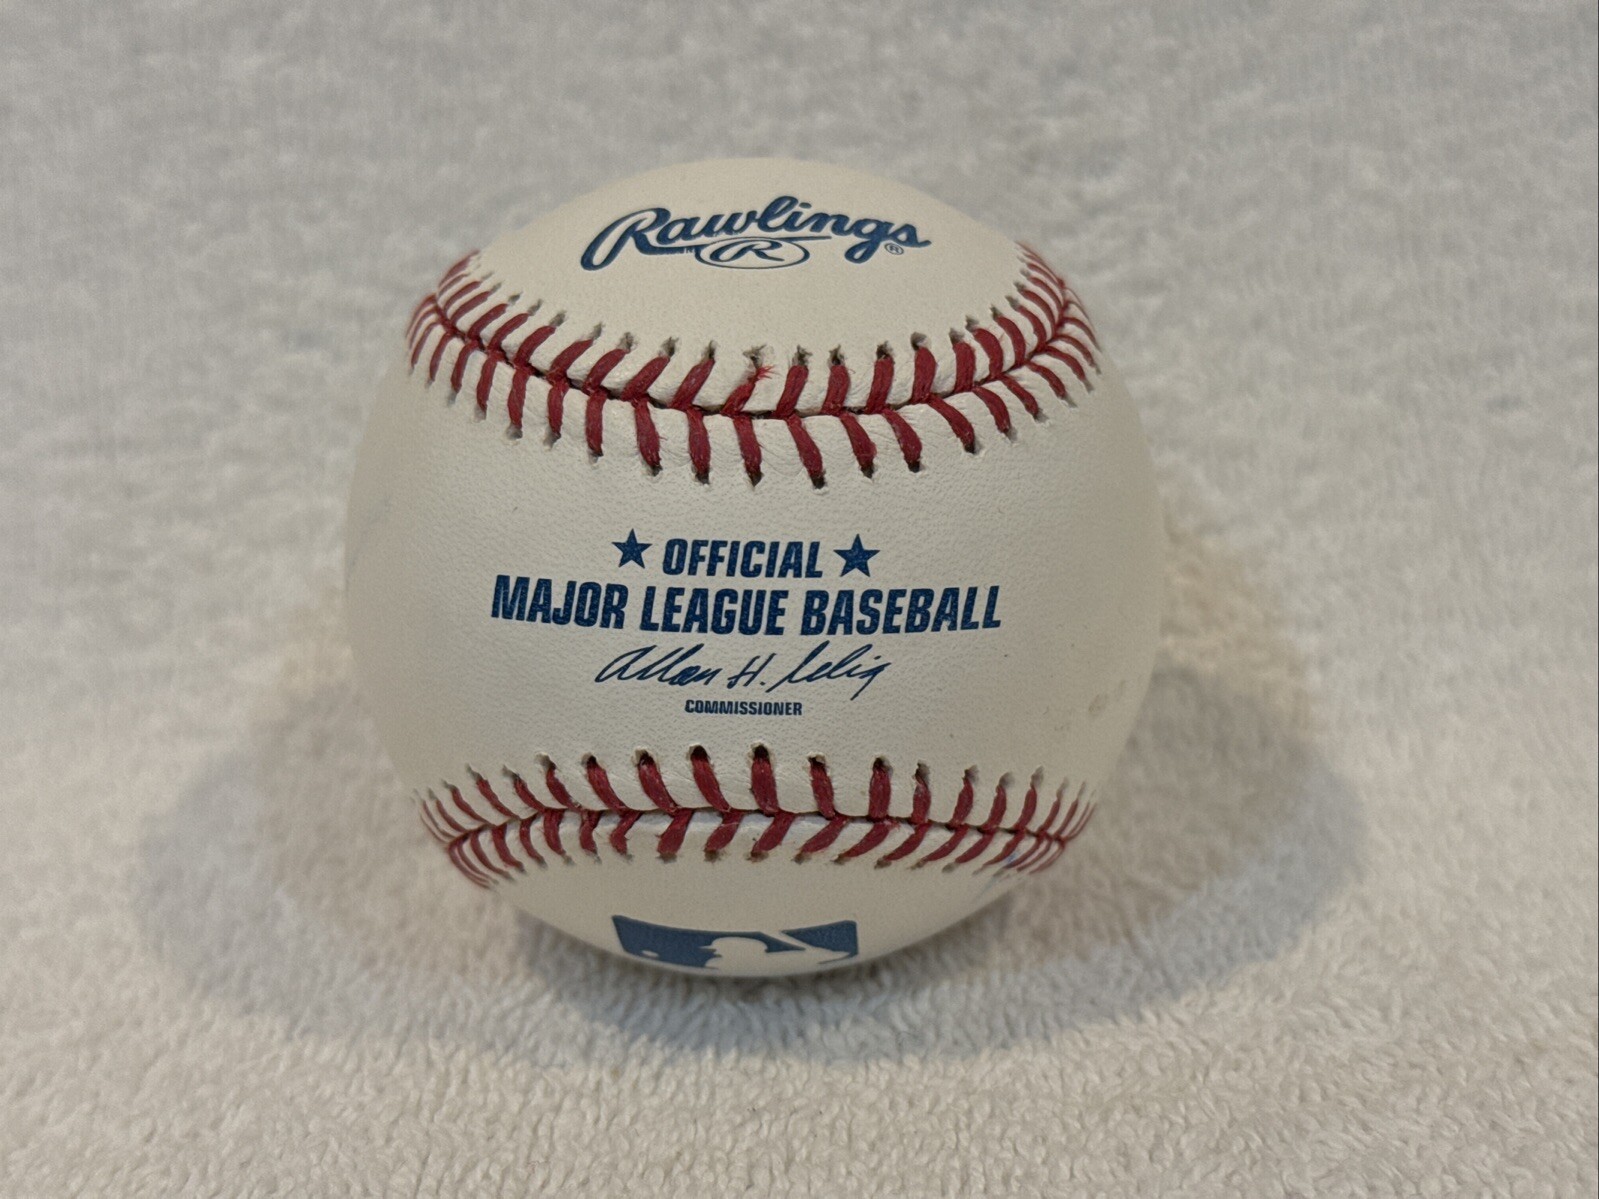 Rawlings
R ®
★ OFFICIAL ★
MAJOR LEAGUE BASEBALL
Allan H. Selig
COMMISSIONER